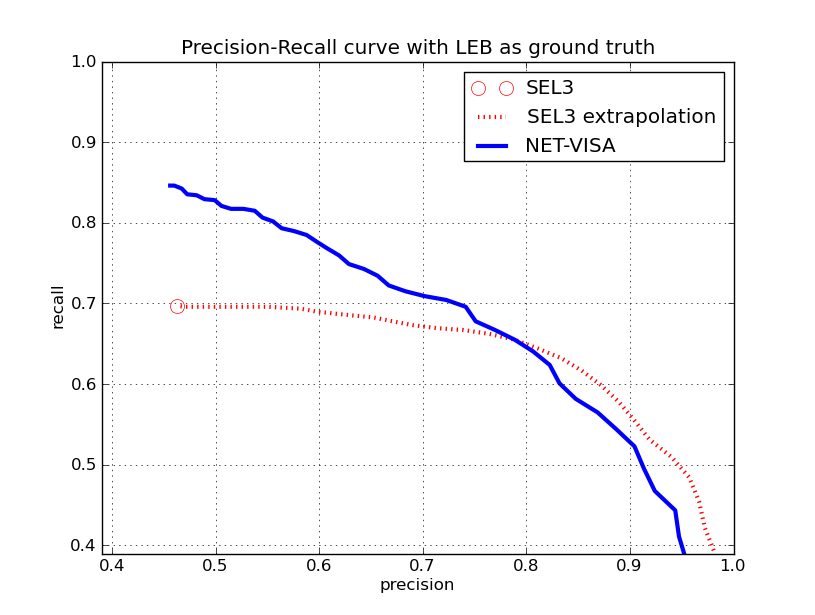 Precision-Recall curve with LEB as ground truth
1.0
0.9
0.8
0.7
0.6
0.5
0.4
recall
SEL3
SEL3 extrapolation
NET-VISA
0.4 0.5 0.6 0.7 0.8 0.9 1.0
precision